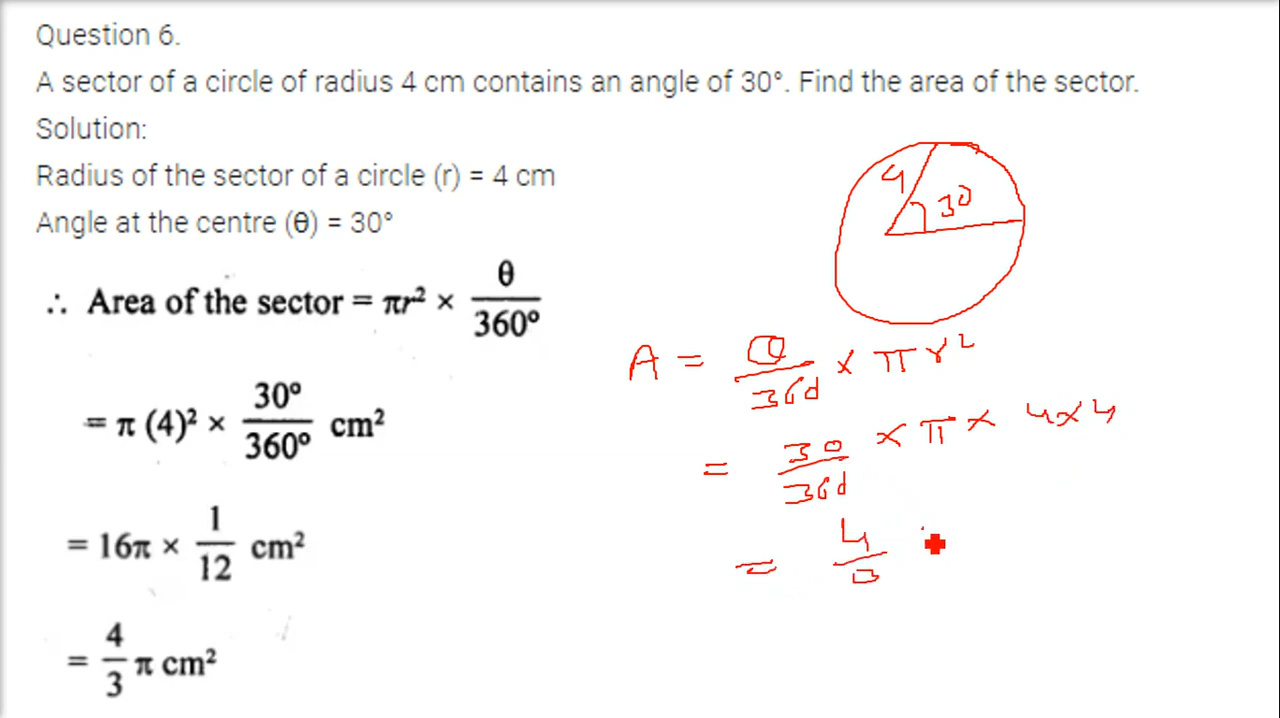 Question 6.
A sector of a circle of radius 4 cm contains an angle of 30°. Find the area of the sector.
Solution:
Radius of the sector of a circle (r) = 4 cm
Angle at the centre (θ) = 30°
∴ Area of the sector = πr² × θ/360°
= π (4)² × 30°/360° cm²
= 16π × 1/12 cm²
= 4/3 π cm²
4
30
A = θ/360 × π r²
= 30/360 × π × 4×4
= 4/3